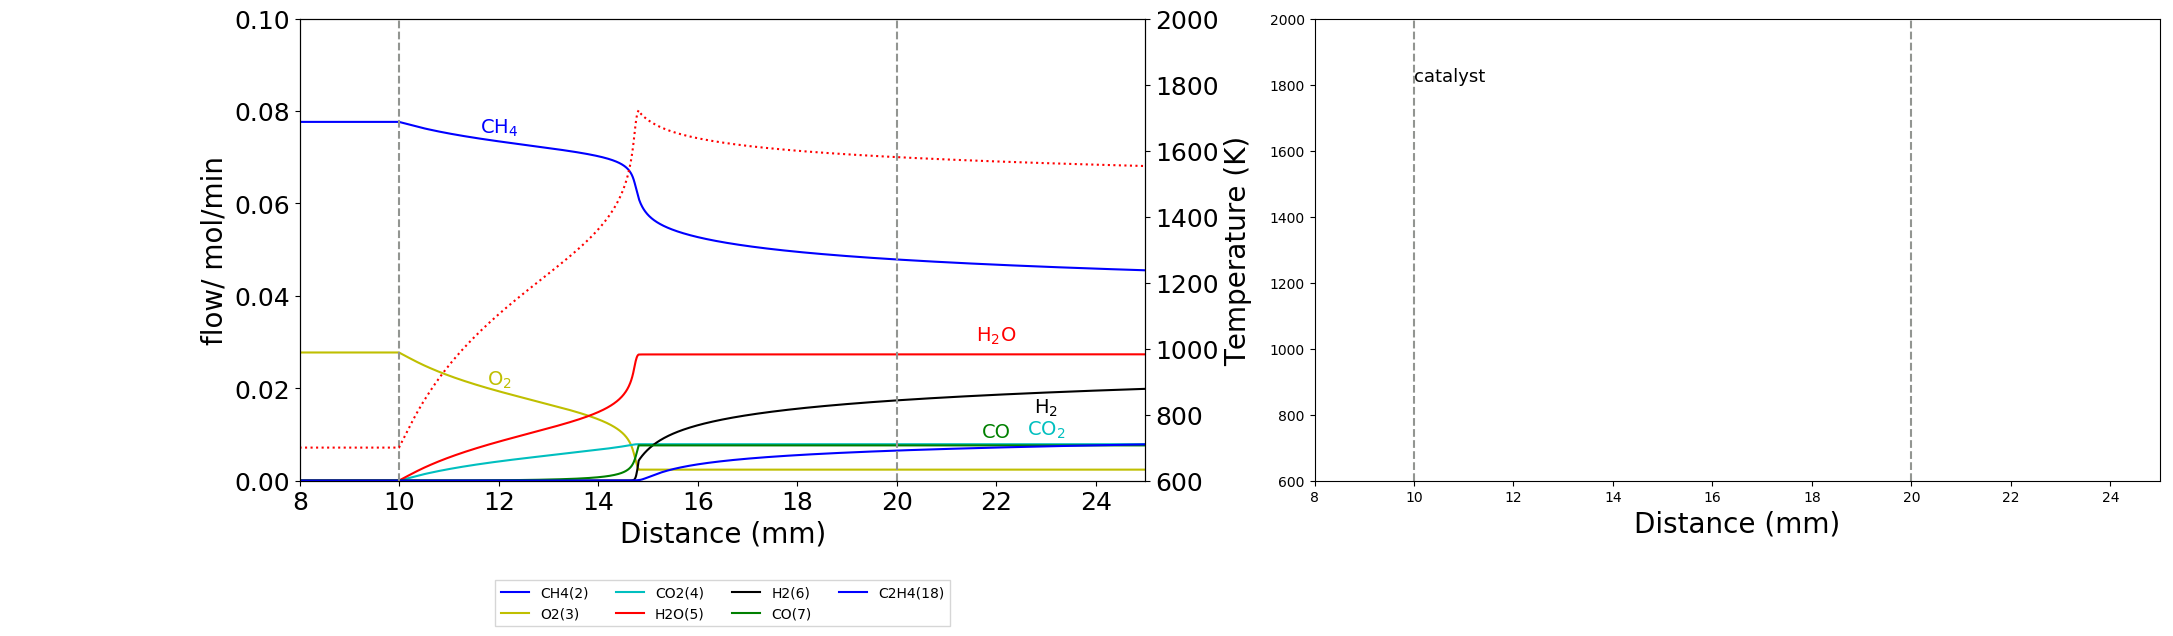 0.10
0.08
0.06
0.04
0.02
0.00
flow/ mol/min
8 10 12 14 16 18 20 22 24
Distance (mm)
CH₄
O₂
H₂O
H₂
CO
CO₂
2000
1800
1600
1400
1200
1000
800
600
Temperature (K)
CH4(2) CO2(4) H2(6) C2H4(18)
O2(3) H2O(5) CO(7)
2000
1800
1600
1400
1200
1000
800
600
catalyst
8 10 12 14 16 18 20 22 24
Distance (mm)